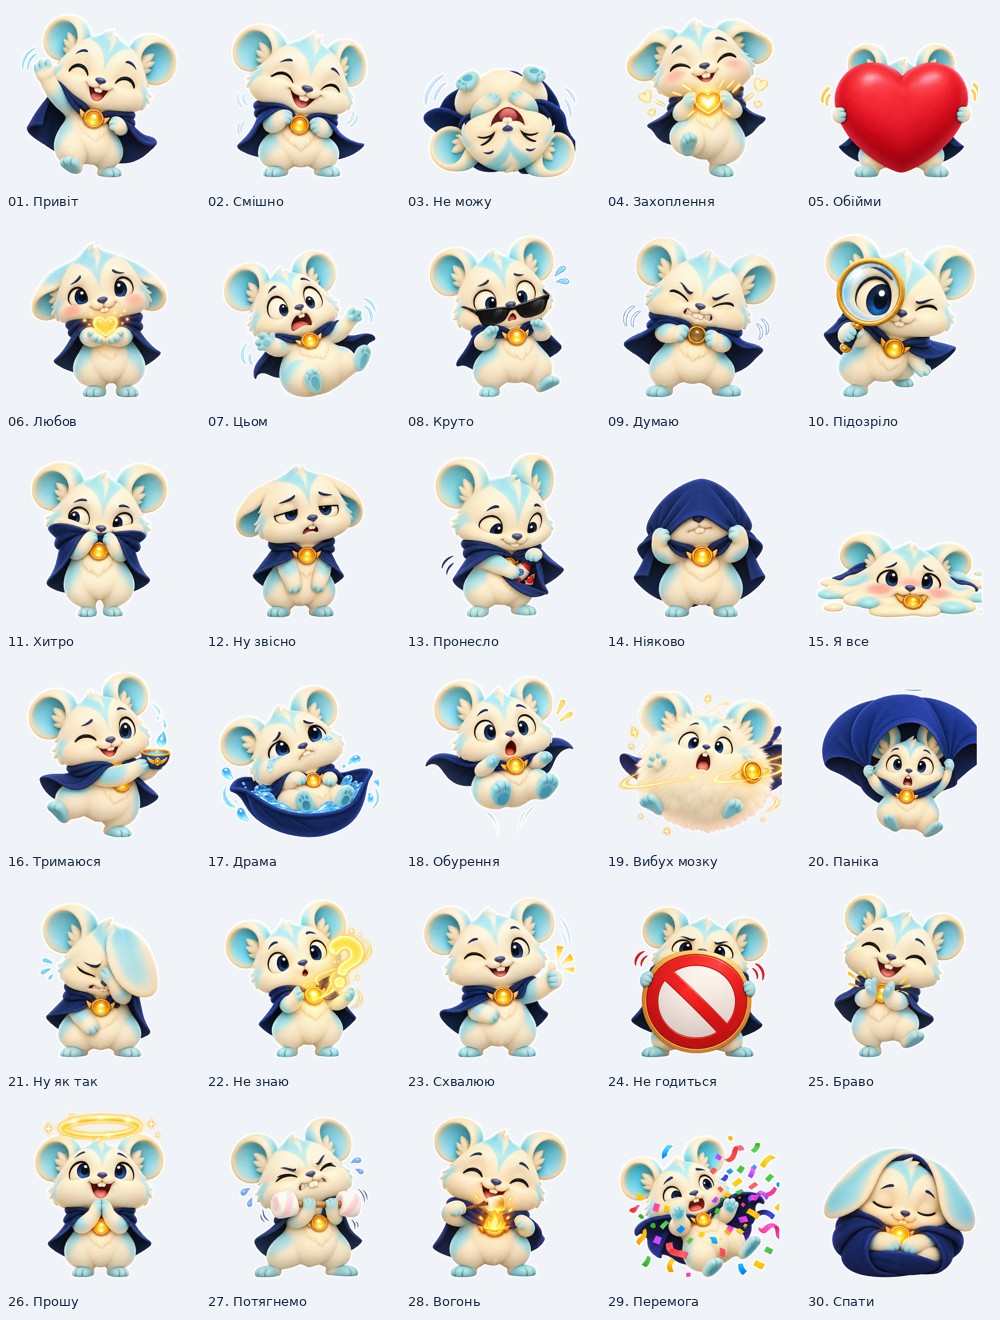 01. Привіт
02. Смішно
03. Не можу
04. Захоплення
05. Обійми
06. Любов
07. Цьом
08. Круто
09. Думаю
10. Підозріло
11. Хитро
12. Ну звісно
13. Пронесло
14. Ніяково
15. Я все
16. Тримаюся
17. Драма
18. Обурення
19. Вибух мозку
20. Паніка
21. Ну як так
22. Не знаю
23. Схвалюю
24. Не годиться
25. Браво
26. Прошу
27. Потягнемо
28. Вогонь
29. Перемога
30. Спати